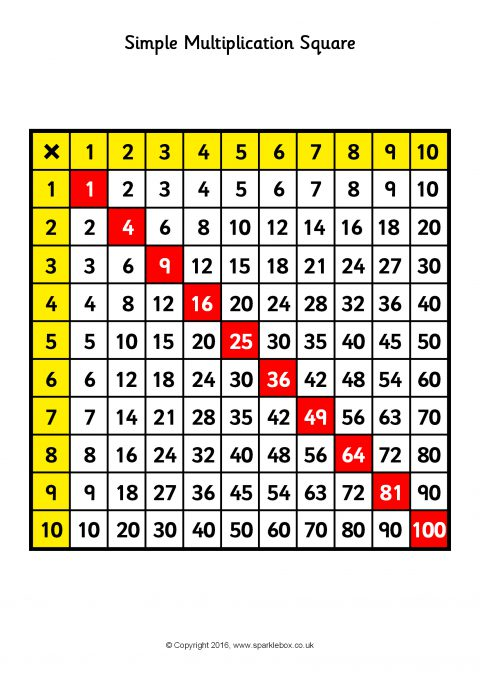 Simple Multiplication Square
× 1 2 3 4 5 6 7 8 9 10
1 1 2 3 4 5 6 7 8 9 10
2 2 4 6 8 10 12 14 16 18 20
3 3 6 9 12 15 18 21 24 27 30
4 4 8 12 16 20 24 28 32 36 40
5 5 10 15 20 25 30 35 40 45 50
6 6 12 18 24 30 36 42 48 54 60
7 7 14 21 28 35 42 49 56 63 70
8 8 16 24 32 40 48 56 64 72 80
9 9 18 27 36 45 54 63 72 81 90
10 10 20 30 40 50 60 70 80 90 100
© Copyright 2016, www.sparklebox.co.uk